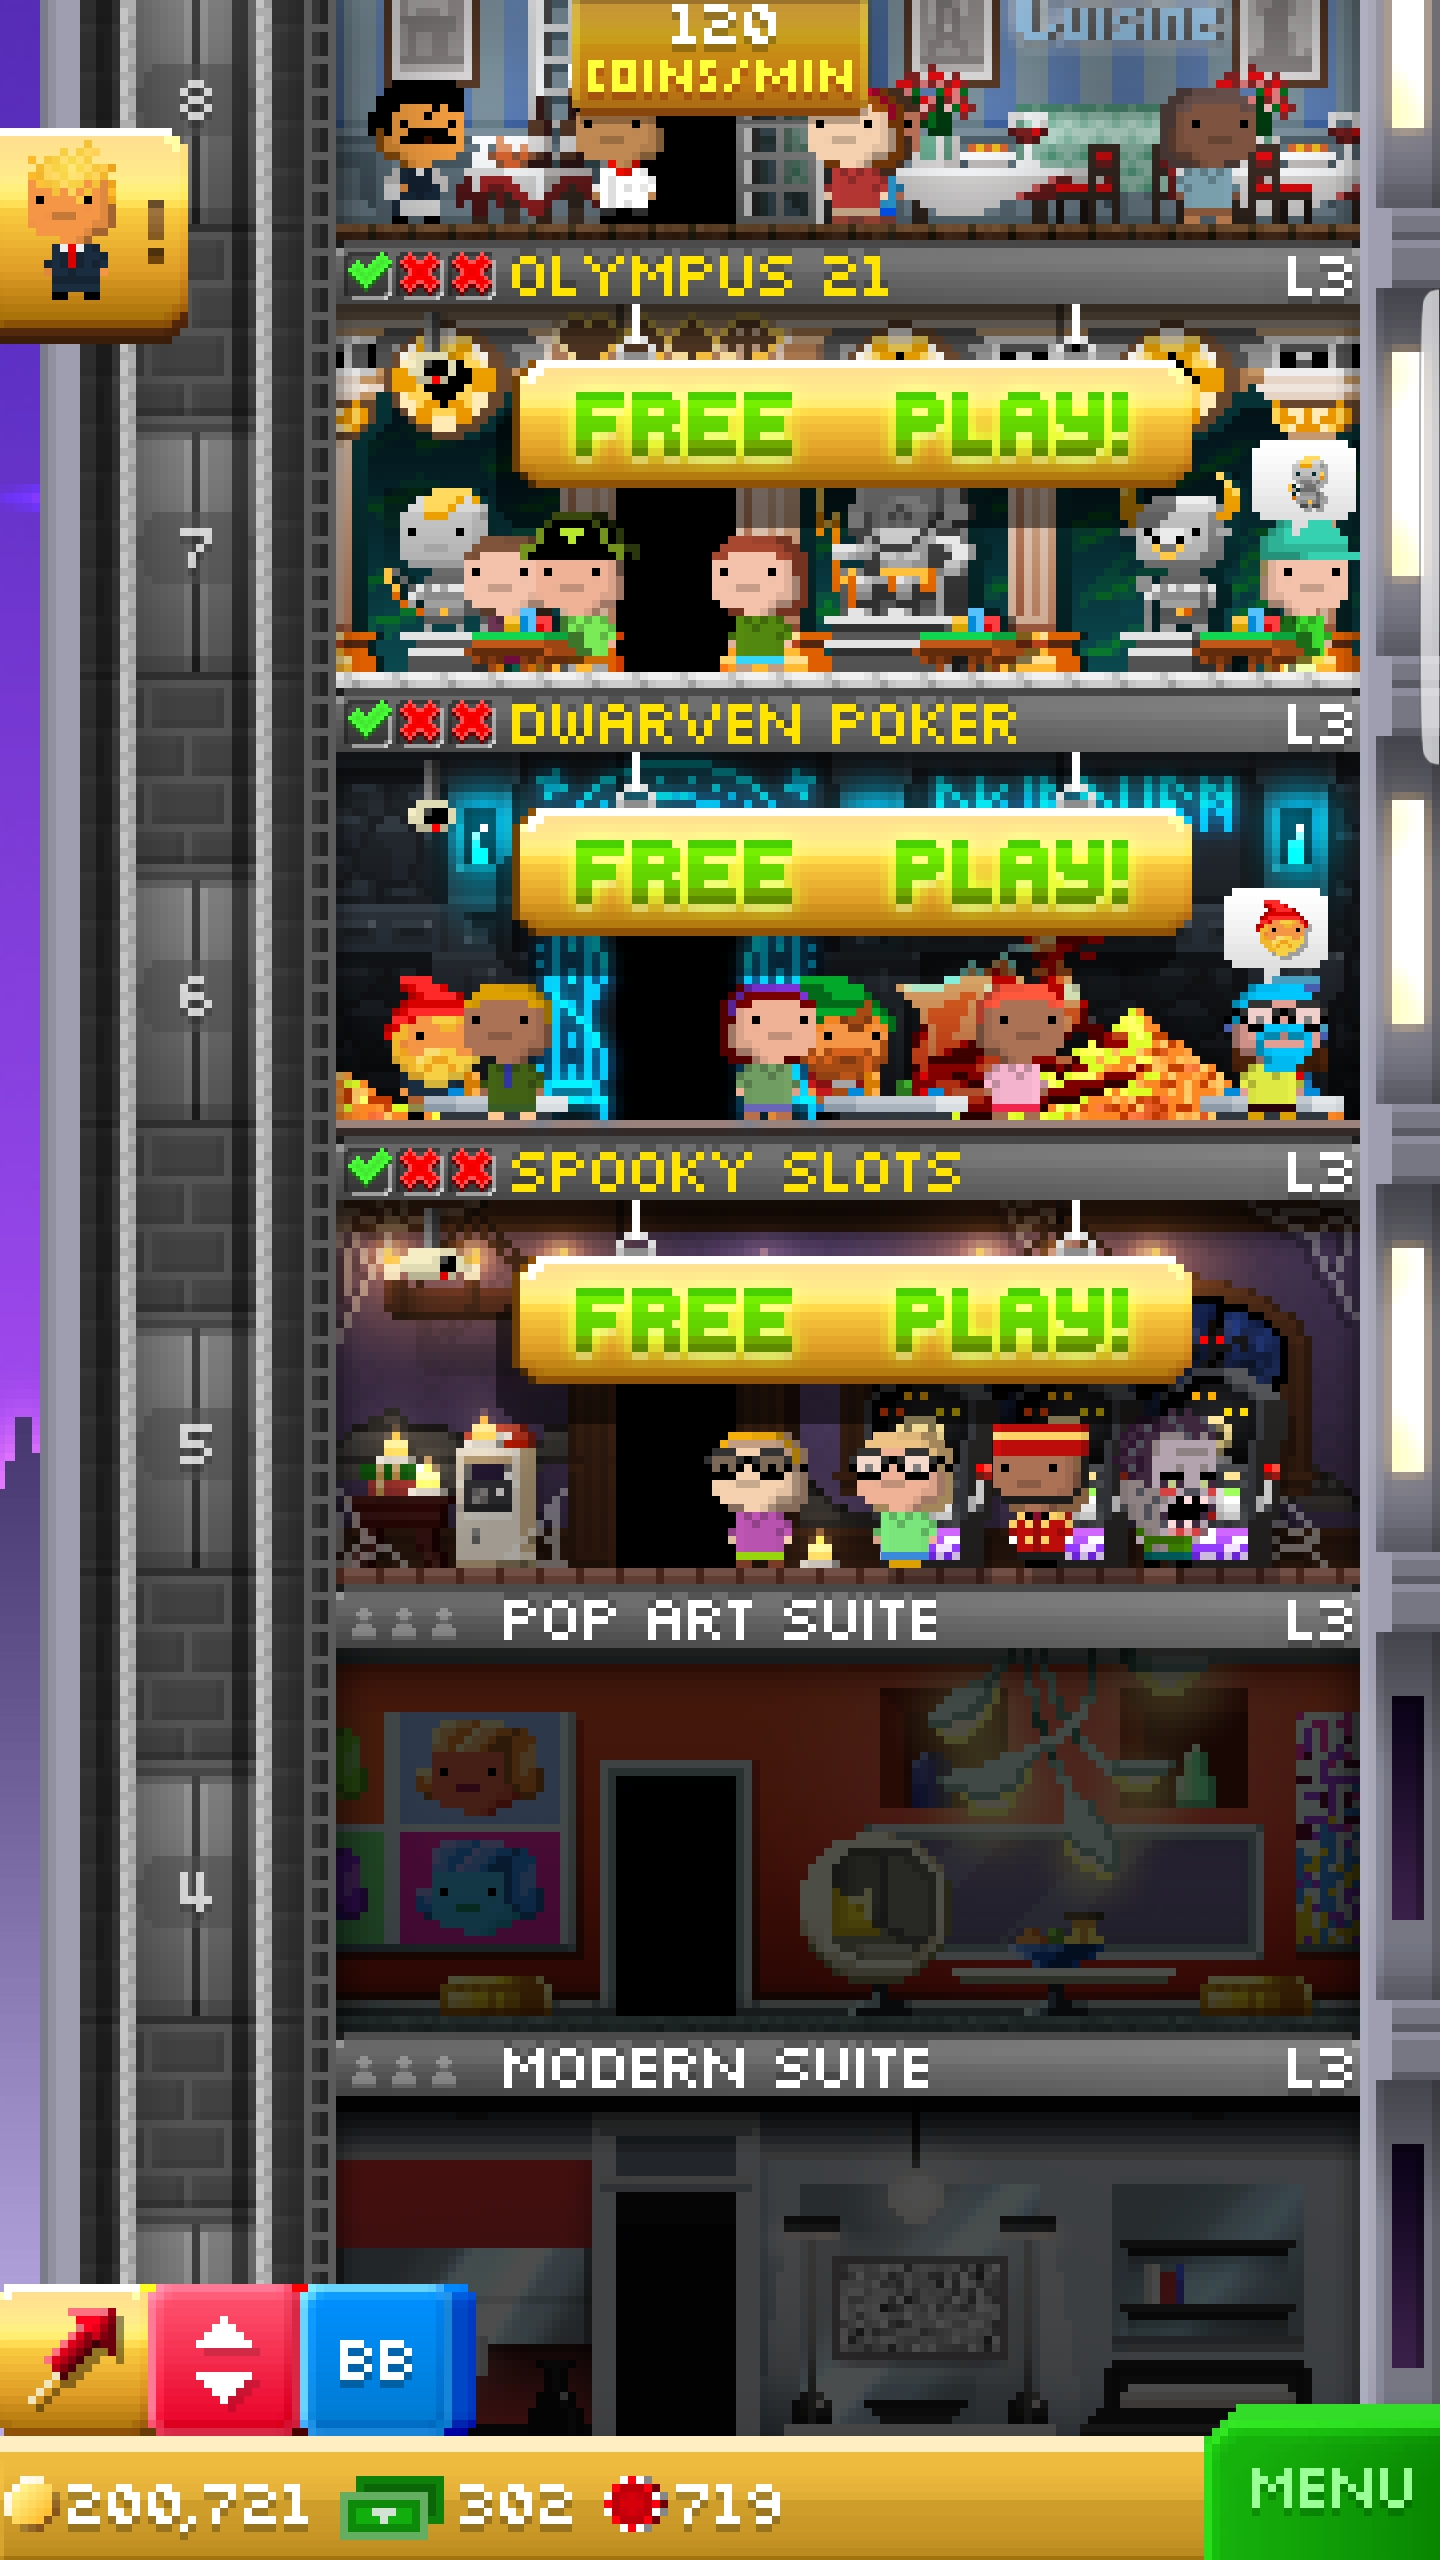 Cuisine
120
COINS/MIN
8
OLYMPUS 21 L3
FREE PLAY!
7
DWARVEN POKER L3
FREE PLAY!
6
SPOOKY SLOTS L3
FREE PLAY!
5
POP ART SUITE L3
4
MODERN SUITE L3
BB
200,721 302 719
MENU